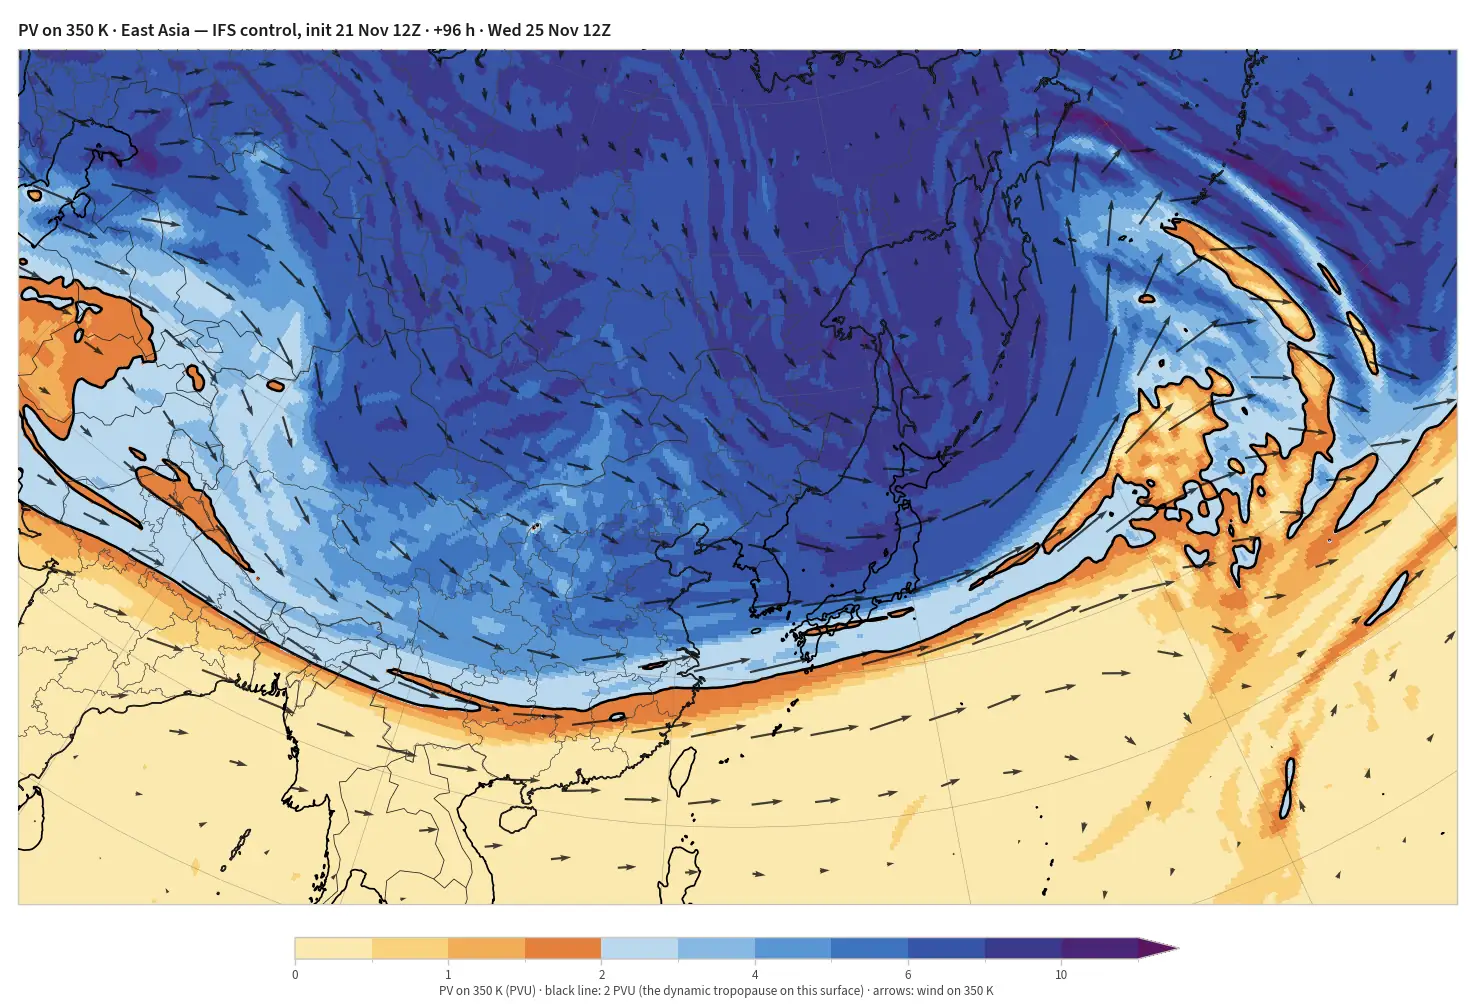 PV on 350 K · East Asia — IFS control, init 21 Nov 12Z · +96 h · Wed 25 Nov 12Z
0 1 2 4 6 10
PV on 350 K (PVU) · black line: 2 PVU (the dynamic tropopause on this surface) · arrows: wind on 350 K